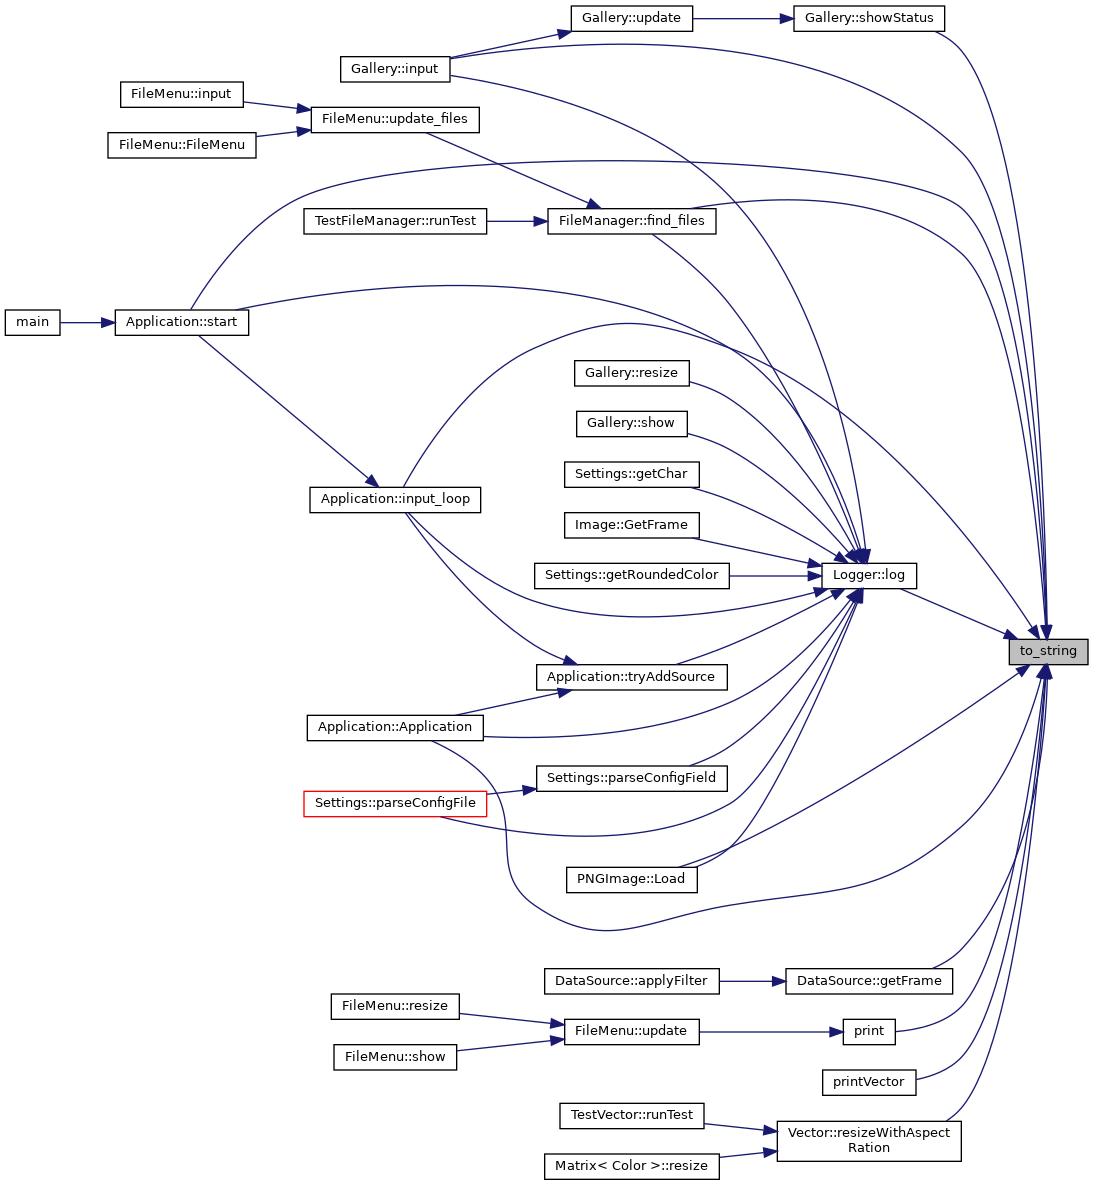 Gallery::update
Gallery::showStatus
Gallery::input
FileMenu::input
FileMenu::update_files
FileMenu::FileMenu
TestFileManager::runTest
FileManager::find_files
main
Application::start
Gallery::resize
Gallery::show
Settings::getChar
Application::input_loop
Image::GetFrame
Settings::getRoundedColor
Logger::log
to_string
Application::tryAddSource
Application::Application
Settings::parseConfigField
Settings::parseConfigFile
PNGImage::Load
DataSource::applyFilter
DataSource::getFrame
FileMenu::resize
FileMenu::update
print
FileMenu::show
printVector
TestVector::runTest
Vector::resizeWithAspect
Ration
Matrix< Color >::resize